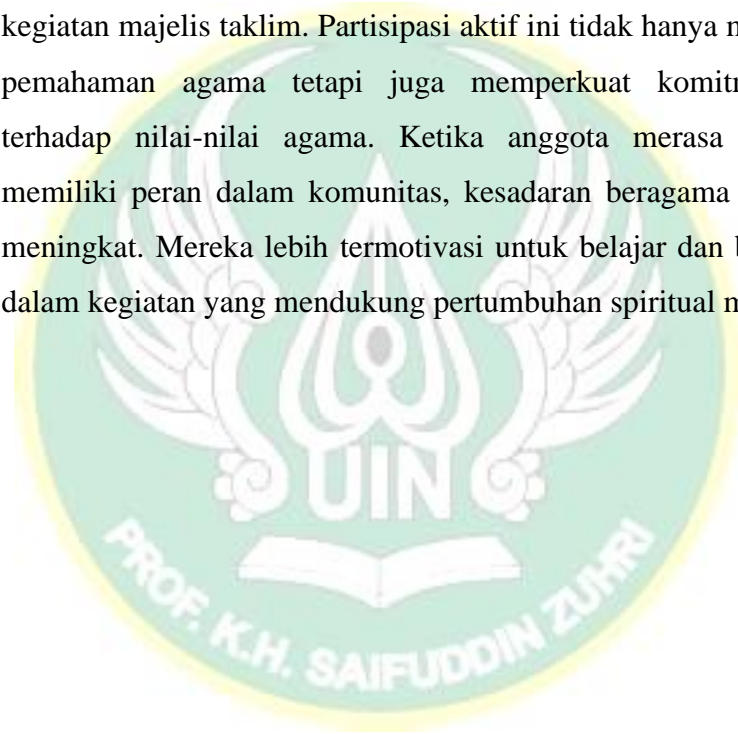 kegiatan majelis taklim. Partisipasi aktif ini tidak hanya
pemahaman agama tetapi juga memperkuat
terhadap nilai-nilai agama. Ketika anggota merasa
memiliki peran dalam komunitas, kesadaran beragama
meningkat. Mereka lebih termotivasi untuk belajar dan
dalam kegiatan yang mendukung pertumbuhan spiritual
UIN
PROF. K.H. SAIFUDDIN ZUHRI